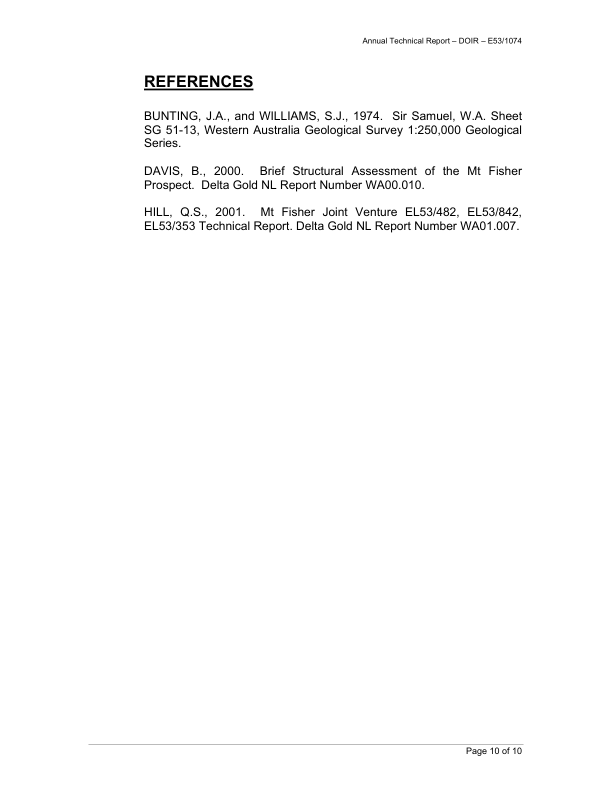 Annual Technical Report – DOIR – E53/1074
REFERENCES
BUNTING, J.A., and WILLIAMS, S.J., 1974. Sir Samuel, W.A. Sheet
SG 51-13, Western Australia Geological Survey 1:250,000 Geological
Series.
DAVIS, B., 2000. Brief Structural Assessment of the Mt Fisher
Prospect. Delta Gold NL Report Number WA00.010.
HILL, Q.S., 2001. Mt Fisher Joint Venture EL53/482, EL53/842,
EL53/353 Technical Report. Delta Gold NL Report Number WA01.007.
Page 10 of 10